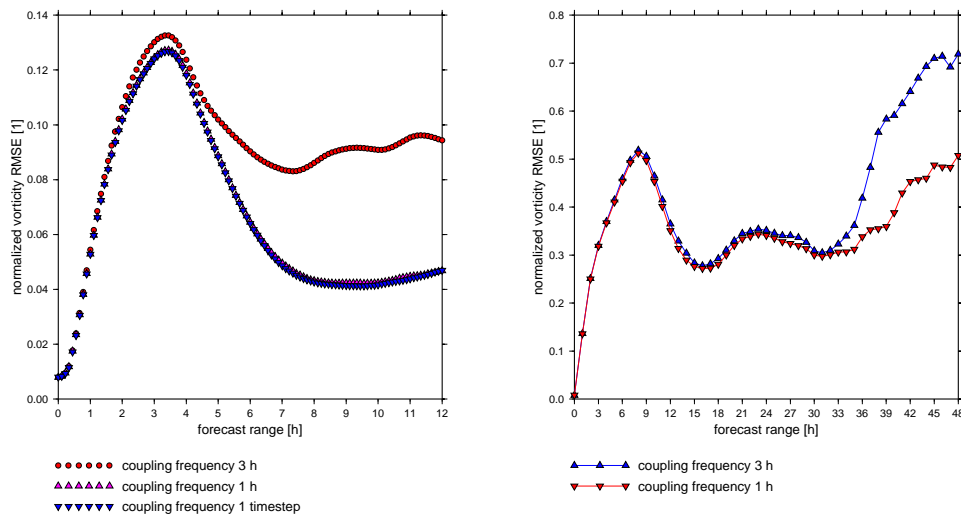 0.14
0.12
0.10
0.08
0.06
0.04
0.02
0.00
normalized vorticity RMSE [1]
0 1 2 3 4 5 6 7 8 9 10 11 12
forecast range [h]
coupling frequency 3 h
coupling frequency 1 h
coupling frequency 1 timestep
0.8
0.7
0.6
0.5
0.4
0.3
0.2
0.1
0.0
normalized vorticity RMSE [1]
0 3 6 9 12 15 18 21 24 27 30 33 36 39 42 45 48
forecast range [h]
coupling frequency 3 h
coupling frequency 1 h